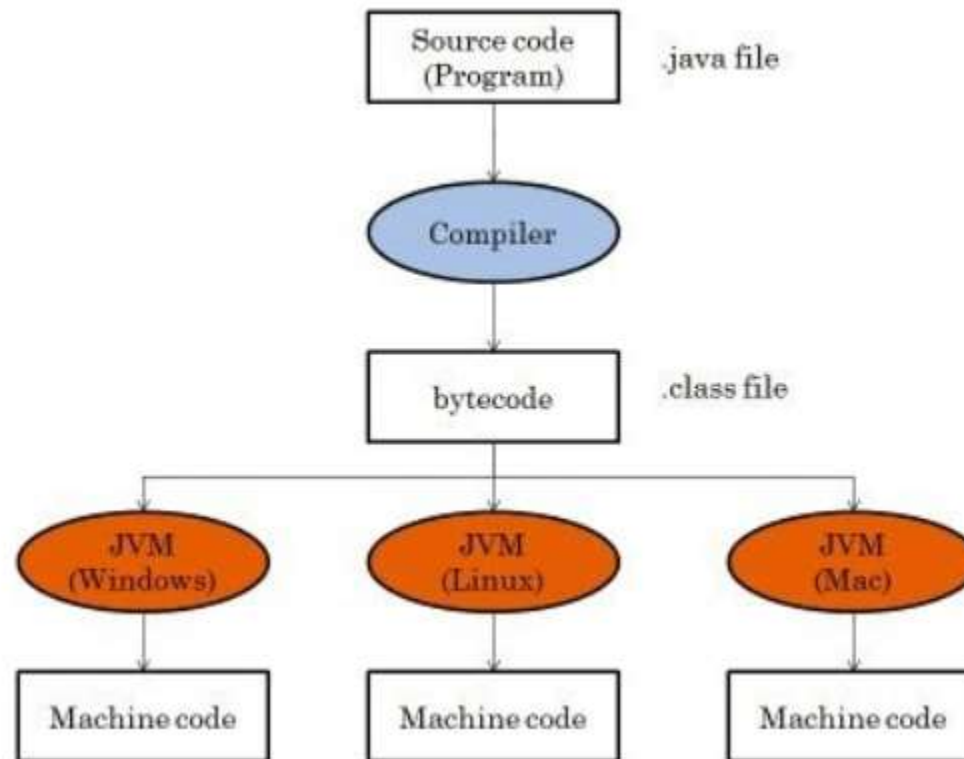 Source code
(Program)
.java file
Compiler
bytecode
.class file
JVM
(Windows)
JVM
(Linux)
JVM
(Mac)
Machine code
Machine code
Machine code